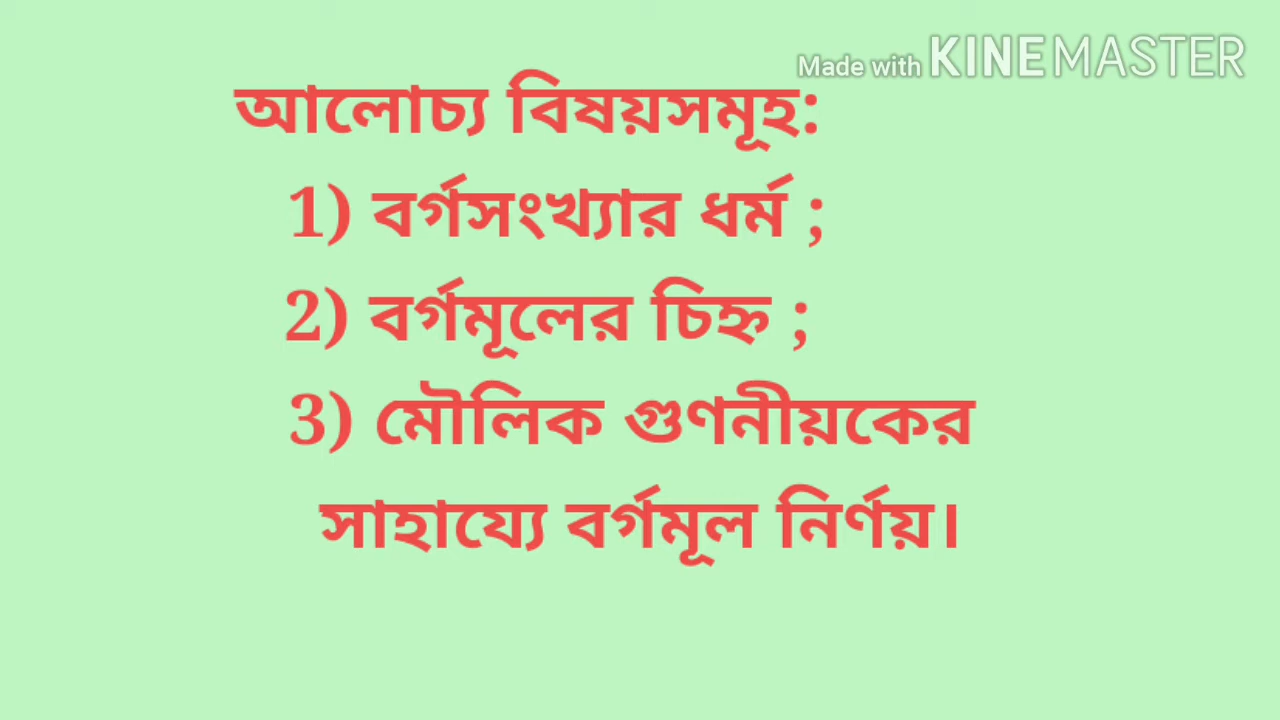 Made with KINEMASTER
আলোচ্য বিষয়সমূহ:
1) বর্গসংখ্যার ধর্ম ;
2) বর্গমূলের চিহ্ন ;
3) মৌলিক গুণনীয়কের
সাহায্যে বর্গমূল নির্ণয়।